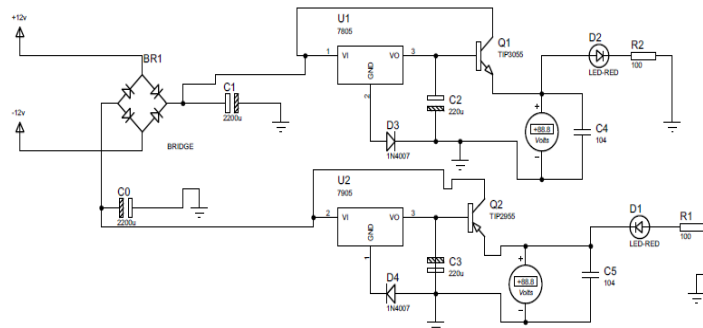 +12v
-12v
BR1
BRIDGE
C1
2200u
C0
2200u
U1
7805
1
VI
VO
3
GND
2
D3
1N4007
C2
220u
Q1
TIP3055
+
+88.8
Volts
−
C4
104
D2
LED-RED
R2
100
U2
7905
2
VI
VO
3
GND
1
D4
1N4007
C3
220u
Q2
TIP2955
+
+88.8
Volts
−
C5
104
D1
LED-RED
R1
100